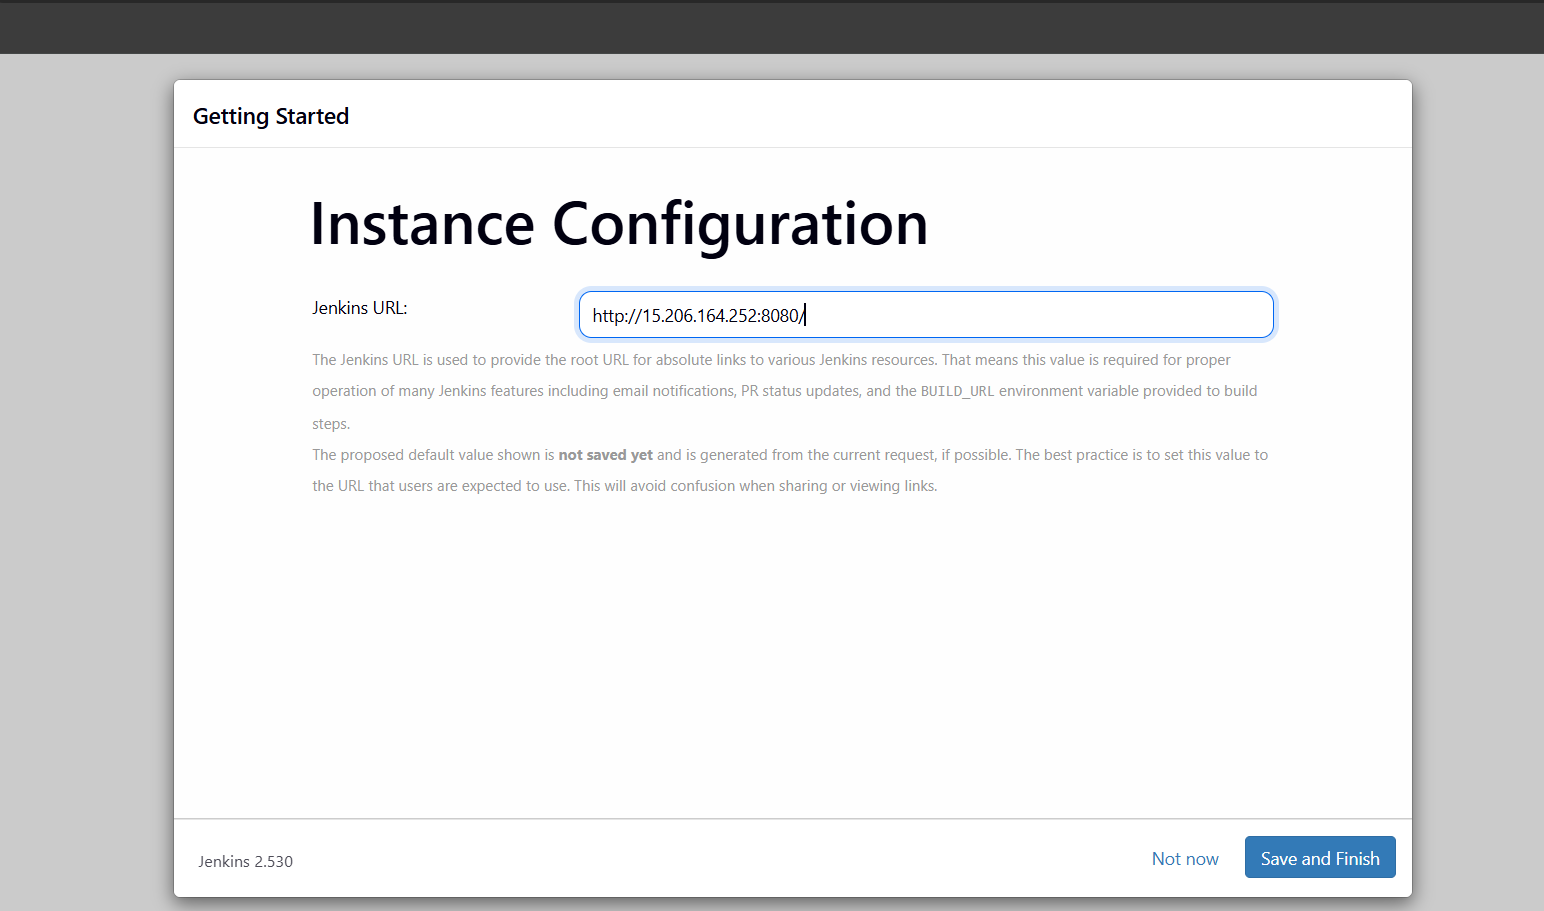 Getting Started
Instance Configuration
Jenkins URL:
http://15.206.164.252:8080/
The Jenkins URL is used to provide the root URL for absolute links to various Jenkins resources. That means this value is required for proper
operation of many Jenkins features including email notifications, PR status updates, and the BUILD_URL environment variable provided to build
steps.
The proposed default value shown is not saved yet and is generated from the current request, if possible. The best practice is to set this value to
the URL that users are expected to use. This will avoid confusion when sharing or viewing links.
Jenkins 2.530
Not now
Save and Finish